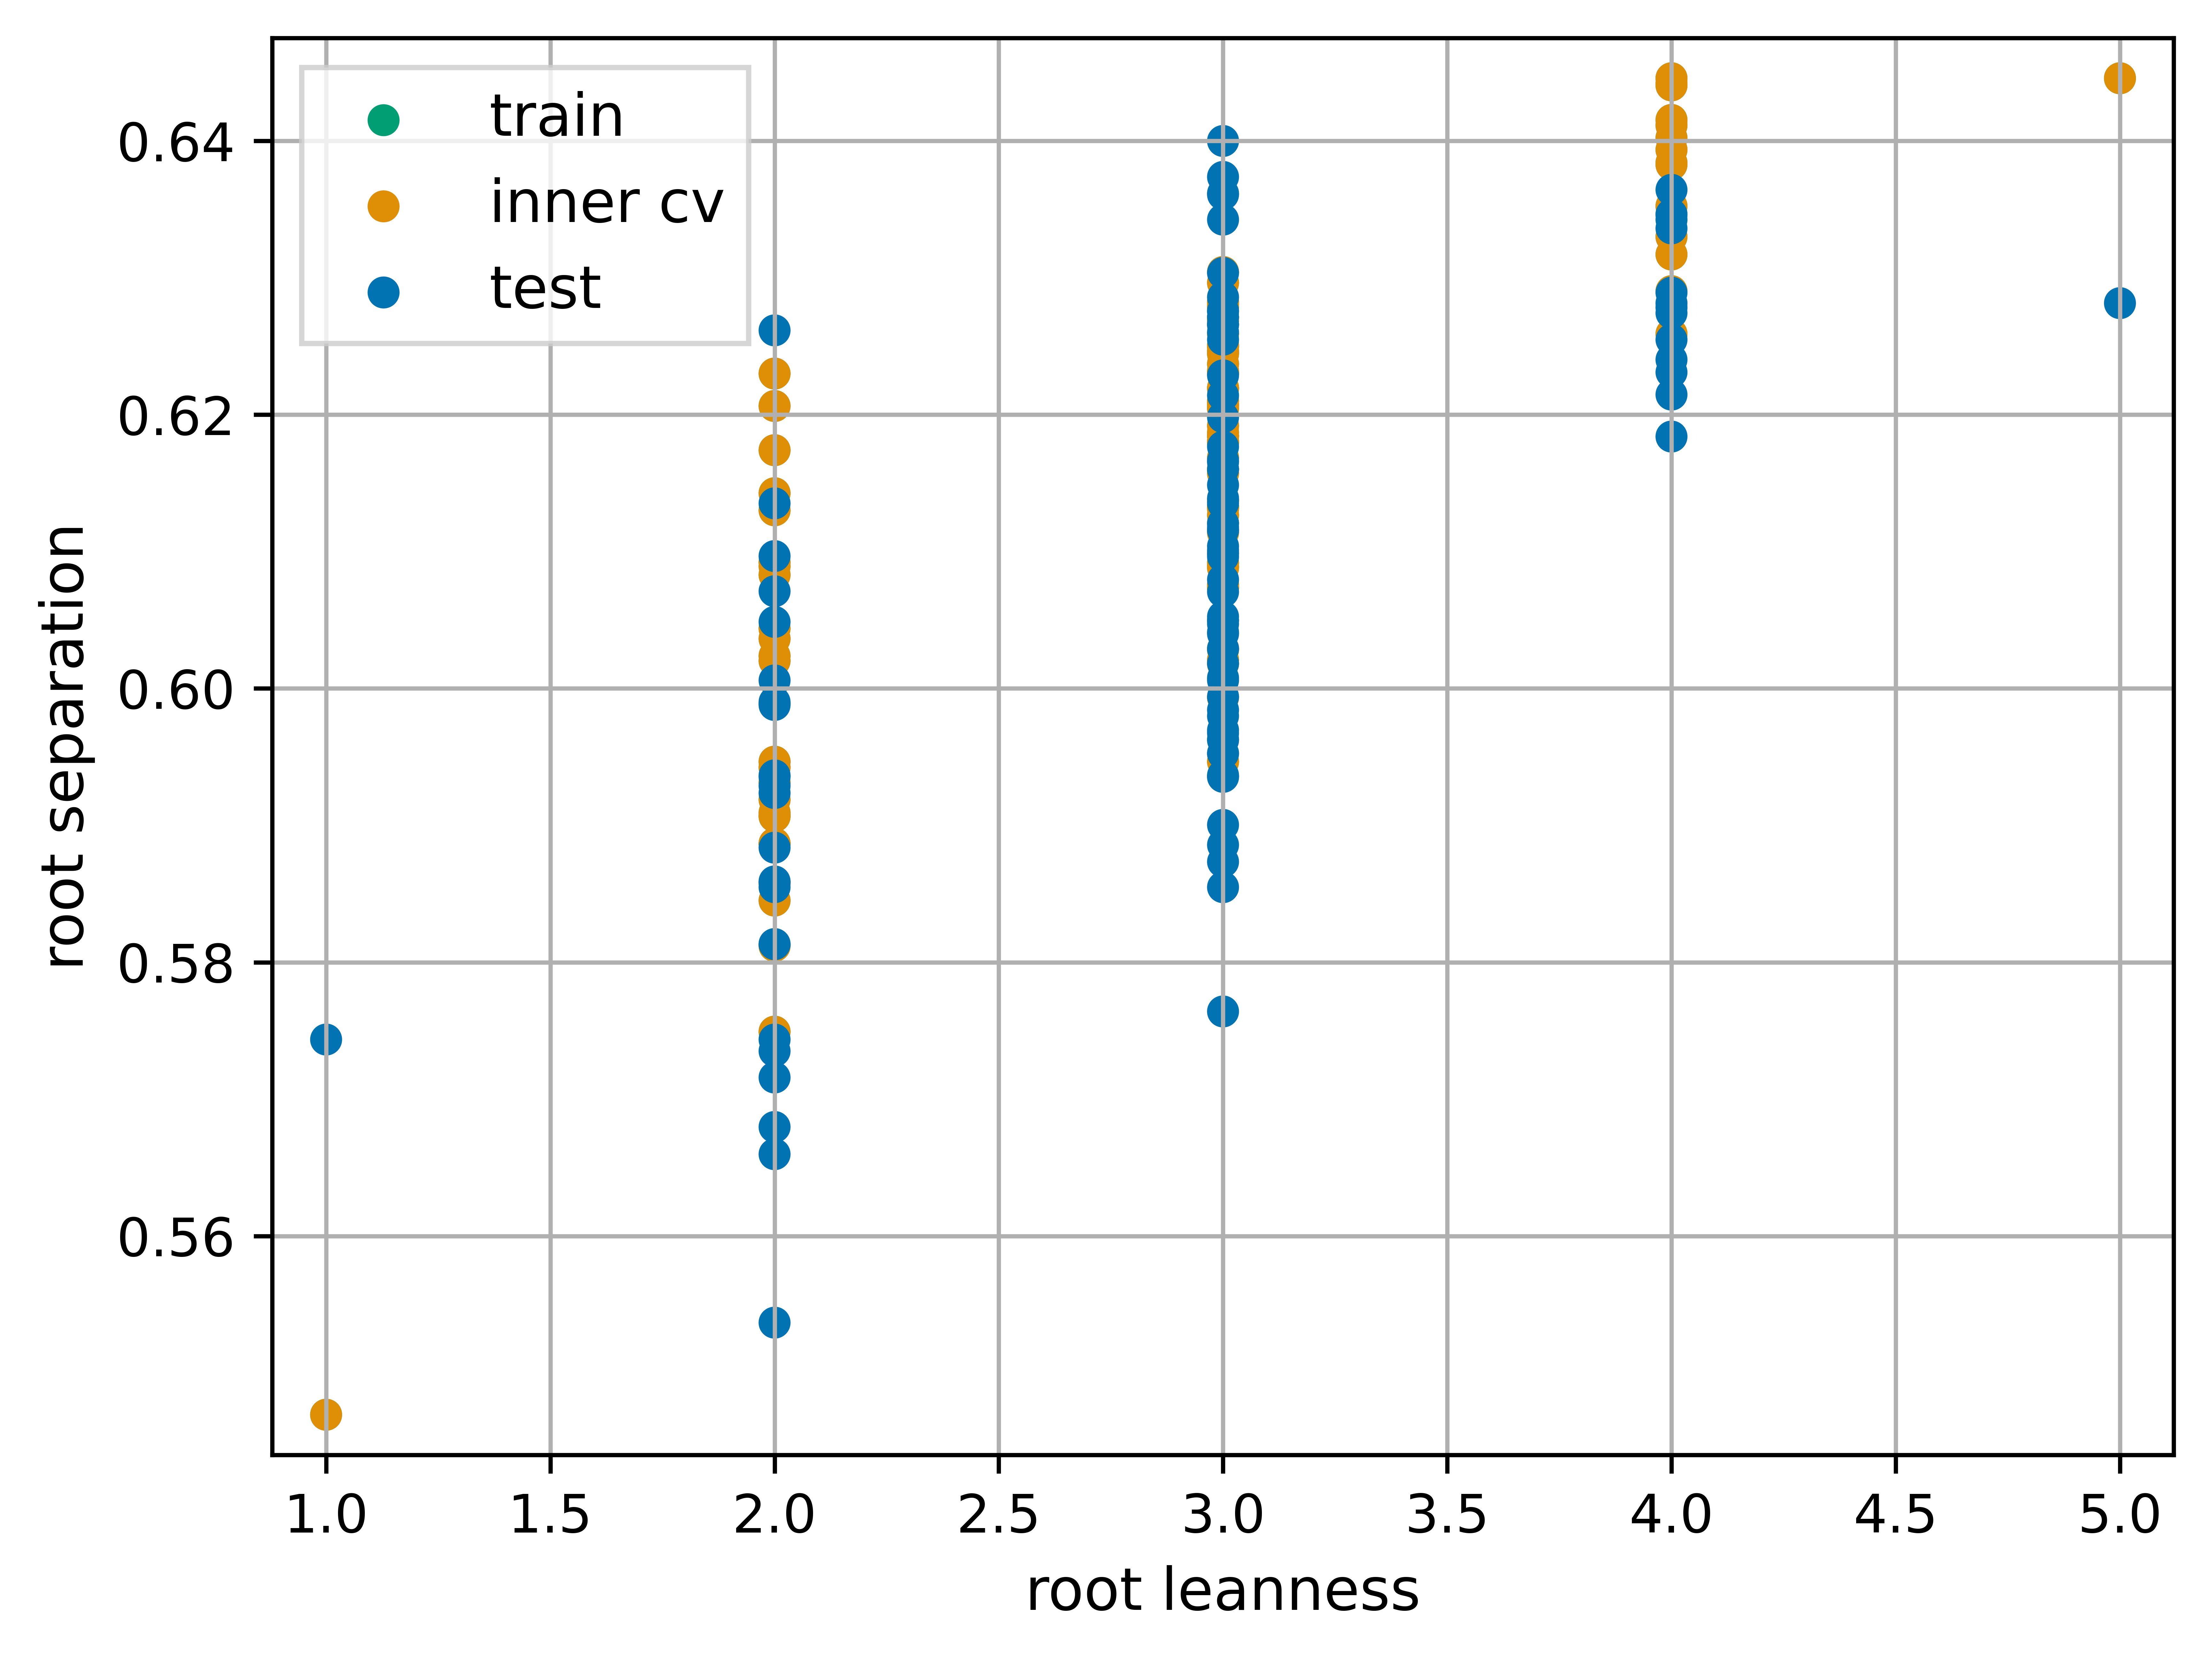 train
inner cv
test
0.64
0.62
0.60
0.58
0.56
root separation
1.0 1.5 2.0 2.5 3.0 3.5 4.0 4.5 5.0
root leanness